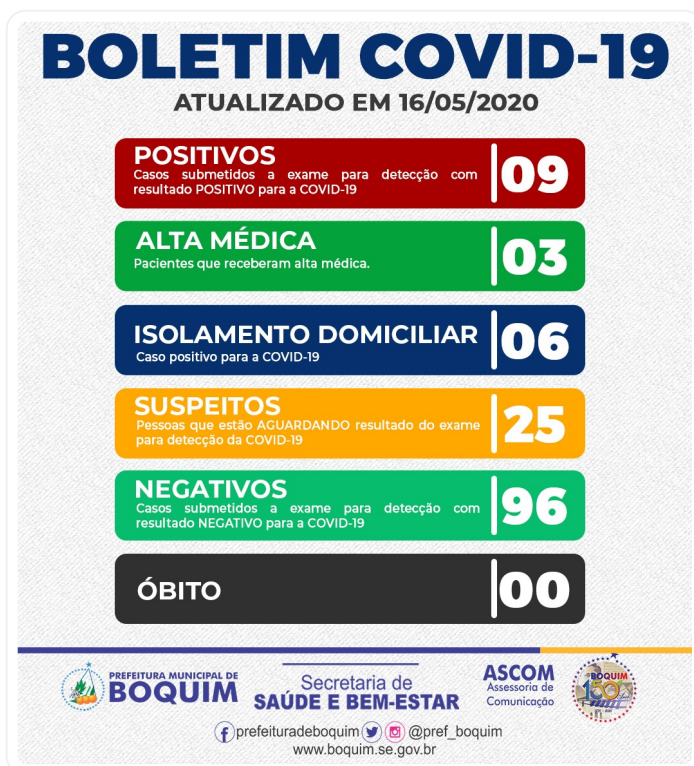 BOLETIM COVID-19
ATUALIZADO EM 16/05/2020
POSITIVOS
Casos submetidos a exame para detecção com
resultado POSITIVO para a COVID-19
09
ALTA MÉDICA
Pacientes que receberam alta médica.
03
ISOLAMENTO DOMICILIAR
Caso positivo para a COVID-19
06
SUSPEITOS
Pessoas que estão AGUARDANDO resultado do exame
para detecção da COVID-19
25
NEGATIVOS
Casos submetidos a exame para detecção com
resultado NEGATIVO para a COVID-19
96
ÓBITO
00
PREFEITURA MUNICIPAL DE
BOQUIM
Secretaria de
SAÚDE E BEM-ESTAR
ASCOM
Assessoria de
Comunicação
BOQUIM
150
prefeituradeboquim @pref_boquim
www.boquim.se.gov.br